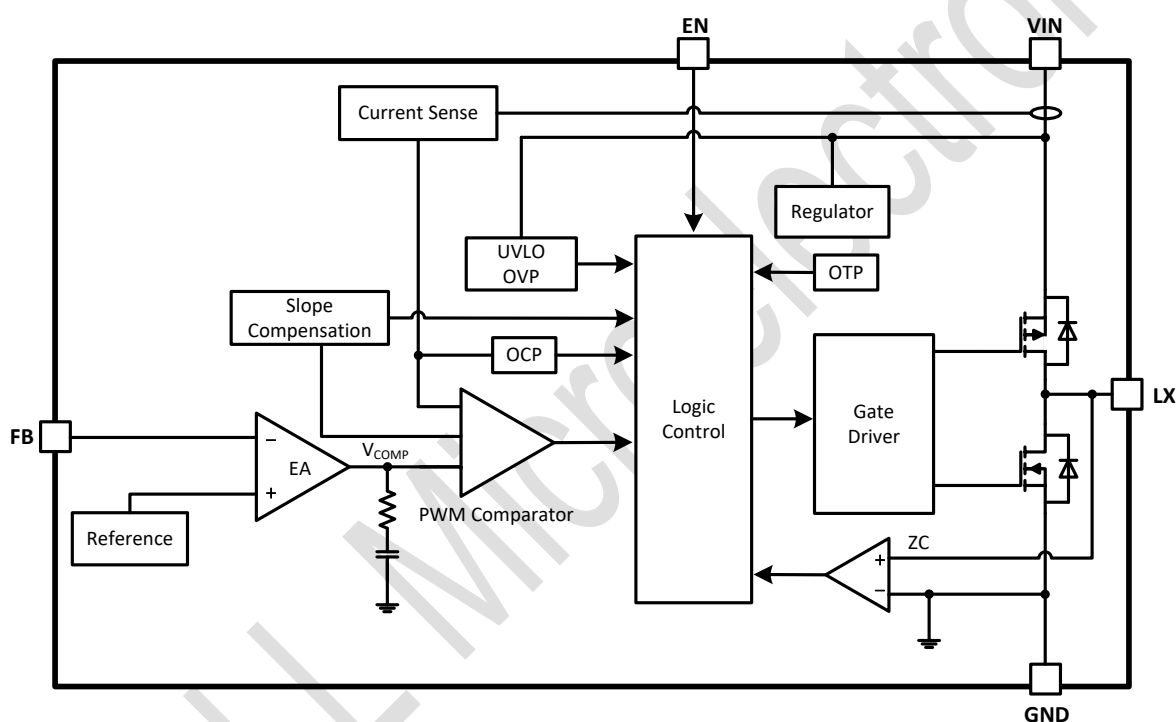 EN
VIN
Current Sense
Regulator
UVLO
OVP
OTP
Slope
Compensation
OCP
LX
Logic
Control
Gate
Driver
FB
−
EA
+
VCOMP
PWM Comparator
Reference
ZC
+
−
GND